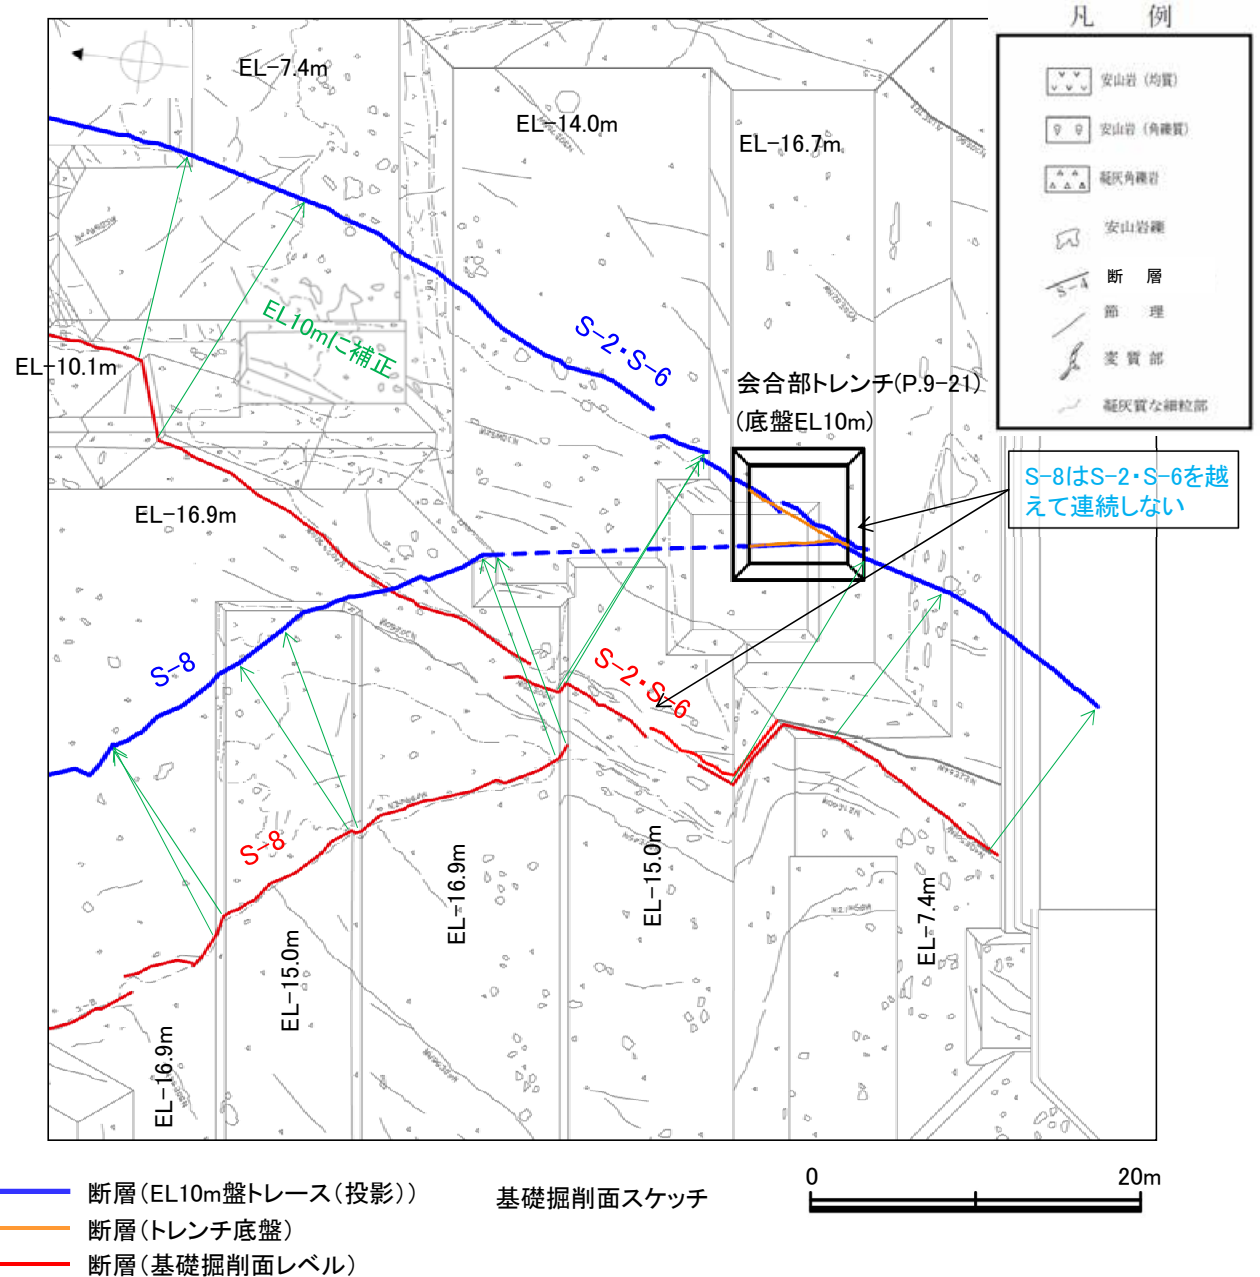 凡 例
安山岩（均質）
安山岩（角礫質）
凝灰角礫岩
安山岩礫
S-4
断 層
節 理
変 質 部
凝灰質な細粒部
EL-7.4m
EL-14.0m
EL-16.7m
EL10mに補正
S-2・S-6
EL-10.1m
会合部トレンチ(P.9-21)
(底盤EL10m)
S-8はS-2・S-6を越
えて連続しない
EL-16.9m
S-8
S-2・S-6
S-8
EL-16.9m
EL-15.0m
EL-7.4m
EL-15.0m
EL-16.9m
断層(EL10m盤トレース(投影))
断層(トレンチ底盤)
断層(基礎掘削面レベル)
基礎掘削面スケッチ
0 20m